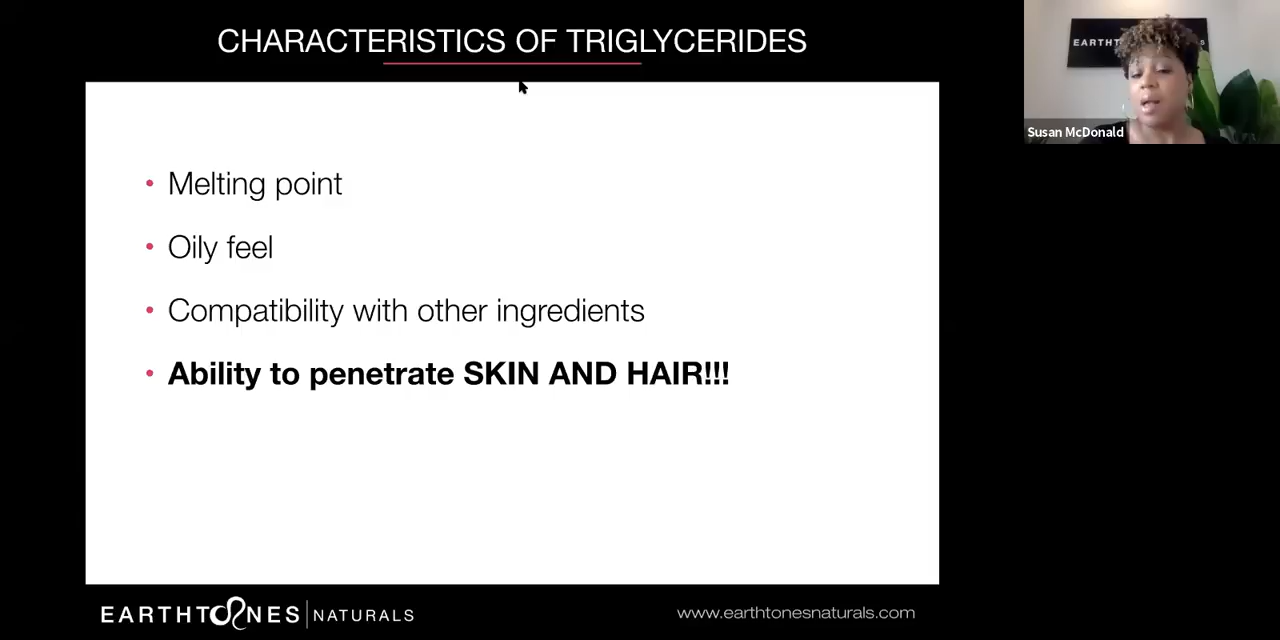 CHARACTERISTICS OF TRIGLYCERIDES
EARTHT
S
Susan McDonald
• Melting point
• Oily feel
• Compatibility with other ingredients
• Ability to penetrate SKIN AND HAIR!!!
EARTHTONES NATURALS
www.earthtonesnaturals.com